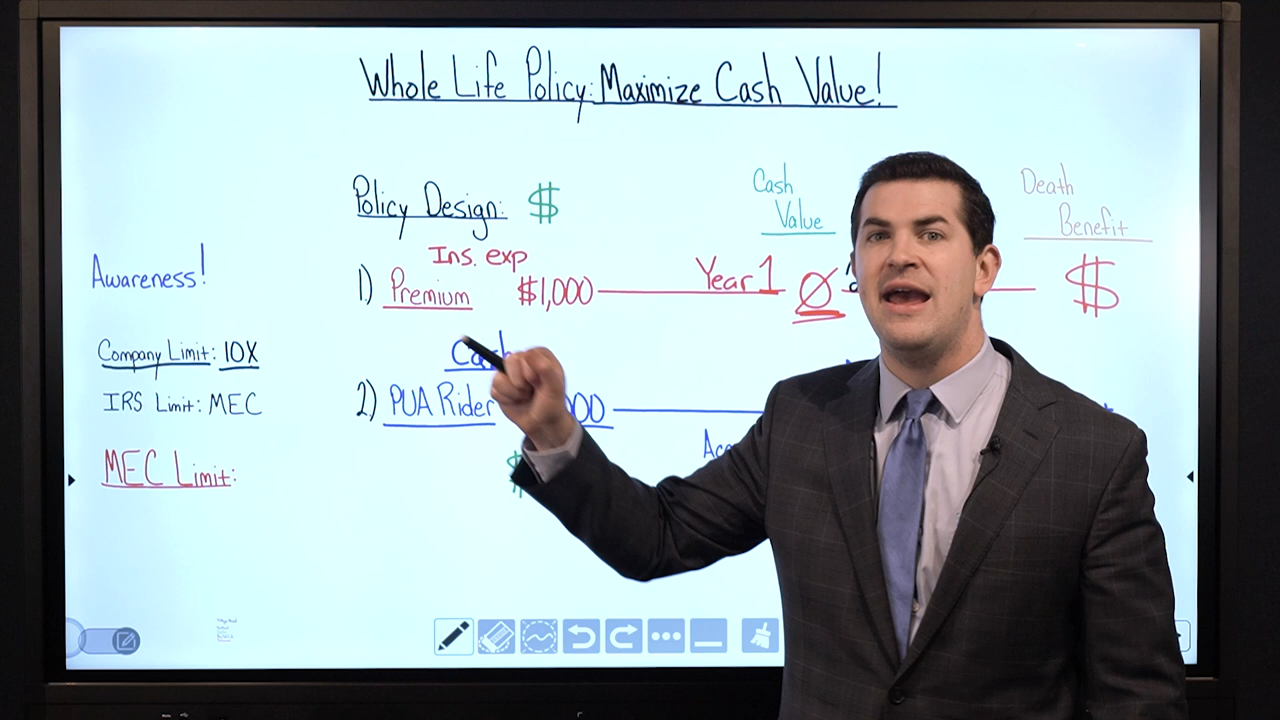 Whole Life Policy: Maximize Cash Value!
Policy Design: $
Cash
Value
Death
Benefit
Awareness!
Ins. exp
1) Premium $1,000 Year 1 Ø $
Company Limit: 10X
Cash
IRS Limit: MEC
2) PUA Rider
MEC Limit:
$